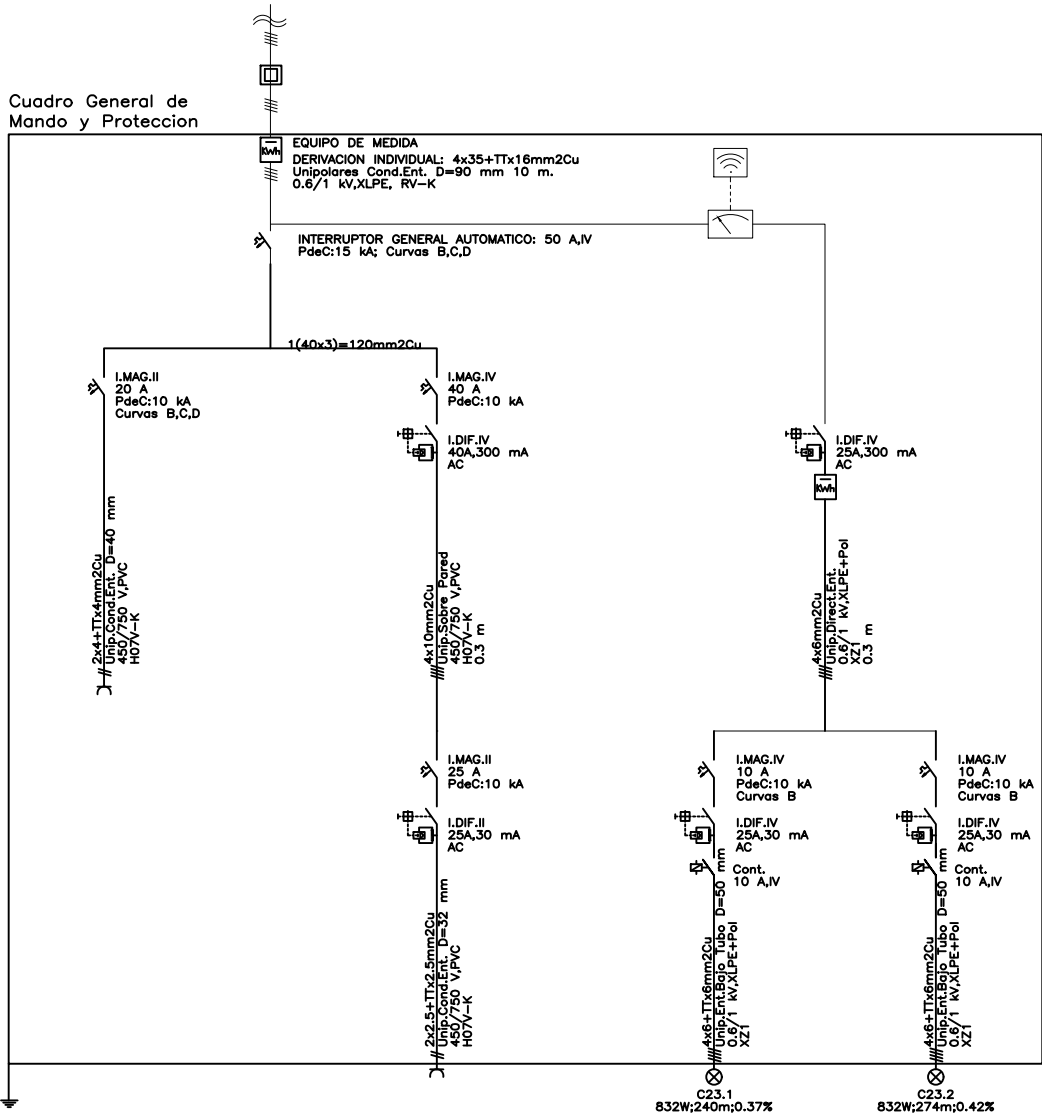 Cuadro General de
Mando y Proteccion
KWh
EQUIPO DE MEDIDA
DERIVACION INDIVIDUAL: 4x35+TTx16mm2Cu
Unipolares Cond.Ent. D=90 mm 10 m.
0.6/1 kV,XLPE, RV-K
INTERRUPTOR GENERAL AUTOMATICO: 50 A,IV
PdeC:15 kA; Curvas B,C,D
1(40x3)=120mm2Cu
I.MAG.II
20 A
PdeC:10 kA
Curvas B,C,D
I.MAG.IV
40 A
PdeC:10 kA
I.DIF.IV
40A,300 mA
AC
I.DIF.IV
25A,300 mA
AC
KWh
2x4+TTx4mm2Cu
Unip.Cond.Ent. D=40 mm
450/750 V,PVC
H07V-K
4x10mm2Cu
Unip.Sobre Pared
450/750 V,PVC
H07V-K
0.3 m
4x6mm2Cu
Unip.Direct.Ent.
0.6/1 kV,XLPE+Pol
XZ1
0.3 m
I.MAG.II
25 A
PdeC:10 kA
I.DIF.II
25A,30 mA
AC
I.MAG.IV
10 A
PdeC:10 kA
Curvas B
I.DIF.IV
25A,30 mA
AC
Cont.
10 A,IV
I.MAG.IV
10 A
PdeC:10 kA
Curvas B
I.DIF.IV
25A,30 mA
AC
Cont.
10 A,IV
2x2.5+TTx2.5mm2Cu
Unip.Cond.Ent. D=32 mm
450/750 V,PVC
H07V-K
4x6+TTx6mm2Cu
Unip.Ent.Bajo Tubo D=50 mm
0.6/1 kV,XLPE+Pol
XZ1
4x6+TTx6mm2Cu
Unip.Ent.Bajo Tubo D=50 mm
0.6/1 kV,XLPE+Pol
XZ1
C23.1
832W;240m;0.37%
C23.2
832W;274m;0.42%